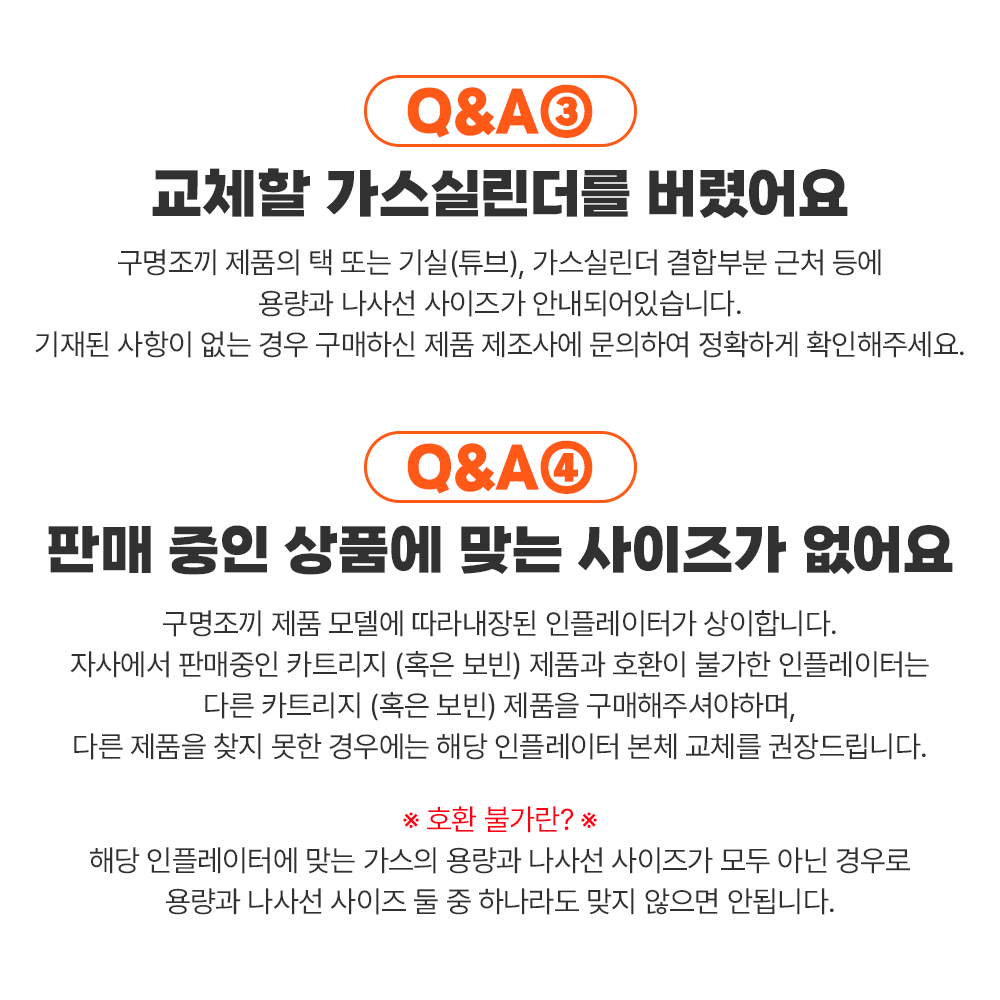 Q&A③
교체할 가스실린더를 버렸어요
구명조끼 제품의 택 또는 기실(튜브), 가스실린더 결합부분 근처 등에
용량과 나사선 사이즈가 안내되어있습니다.
기재된 사항이 없는 경우 구매하신 제품 제조사에 문의하여 정확하게 확인해주세요.
Q&A④
판매 중인 상품에 맞는 사이즈가 없어요
구명조끼 제품 모델에 따라내장된 인플레이터가 상이합니다.
자사에서 판매중인 카트리지 (혹은 보빈) 제품과 호환이 불가한 인플레이터는
다른 카트리지 (혹은 보빈) 제품을 구매해주셔야하며,
다른 제품을 찾지 못한 경우에는 해당 인플레이터 본체 교체를 권장드립니다.
※ 호환 불가란? ※
해당 인플레이터에 맞는 가스의 용량과 나사선 사이즈가 모두 아닌 경우로
용량과 나사선 사이즈 둘 중 하나라도 맞지 않으면 안됩니다.